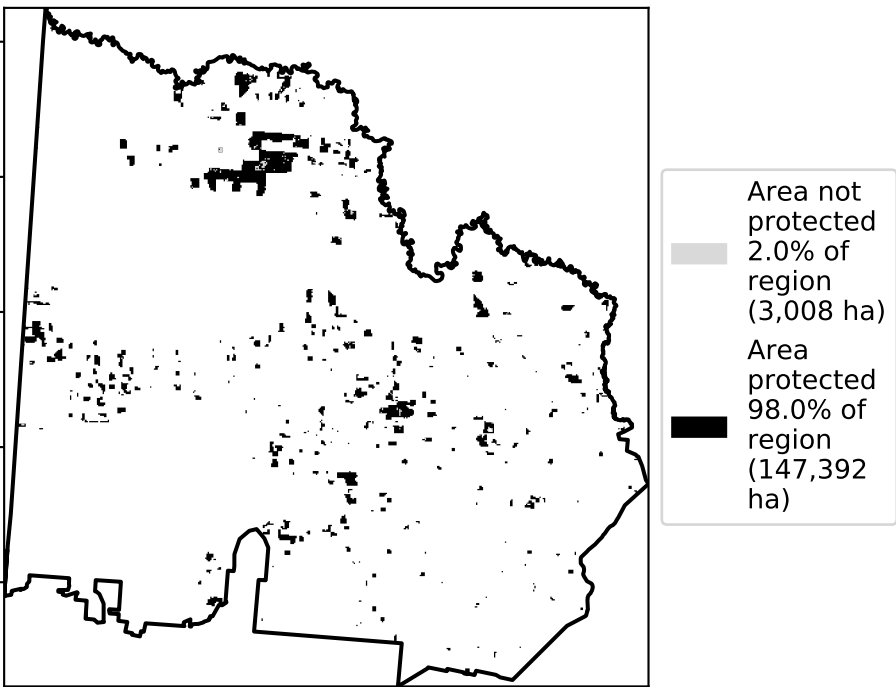 Area not
protected
2.0% of
region
(3,008 ha)
Area
protected
98.0% of
region
(147,392
ha)